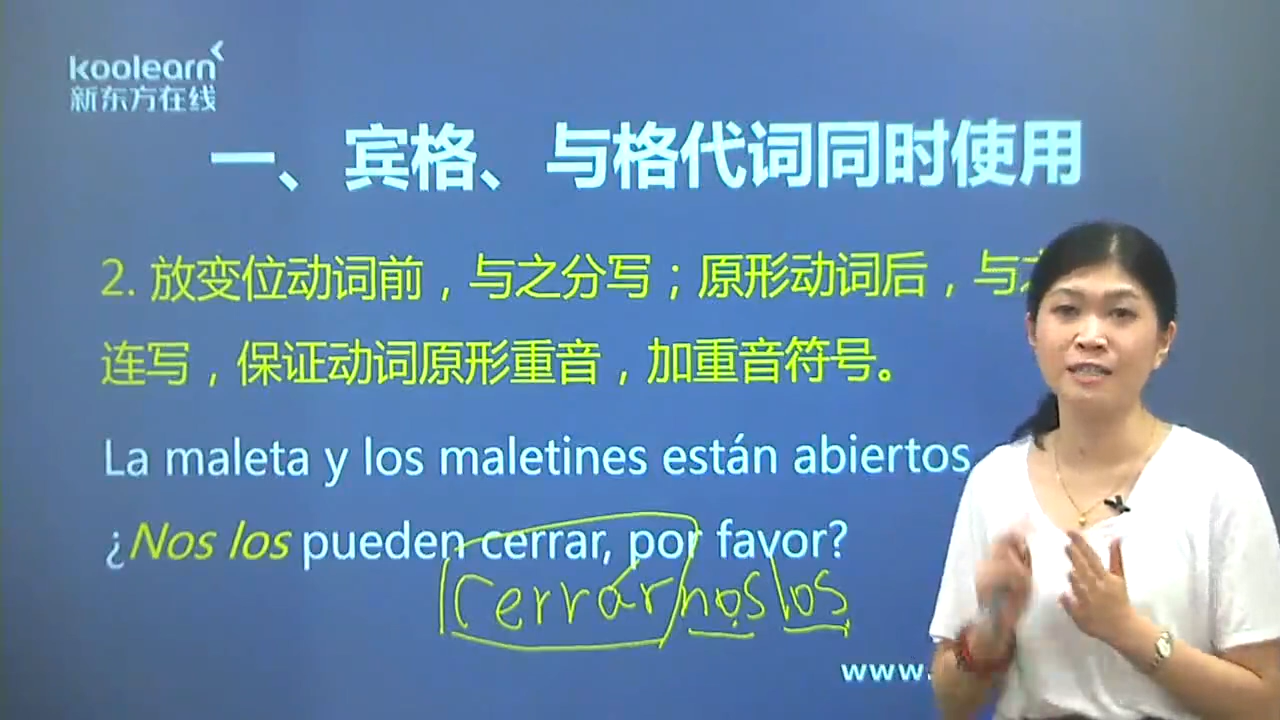 koolearn
新东方在线
一、宾格、与格代词同时使用
2. 放变位动词前，与之分写；原形动词后，与
连写，保证动词原形重音，加重音符号。
La maleta y los maletines están abiertos
¿Nos los pueden cerrar, por favor?
cerrárnoslos
www.